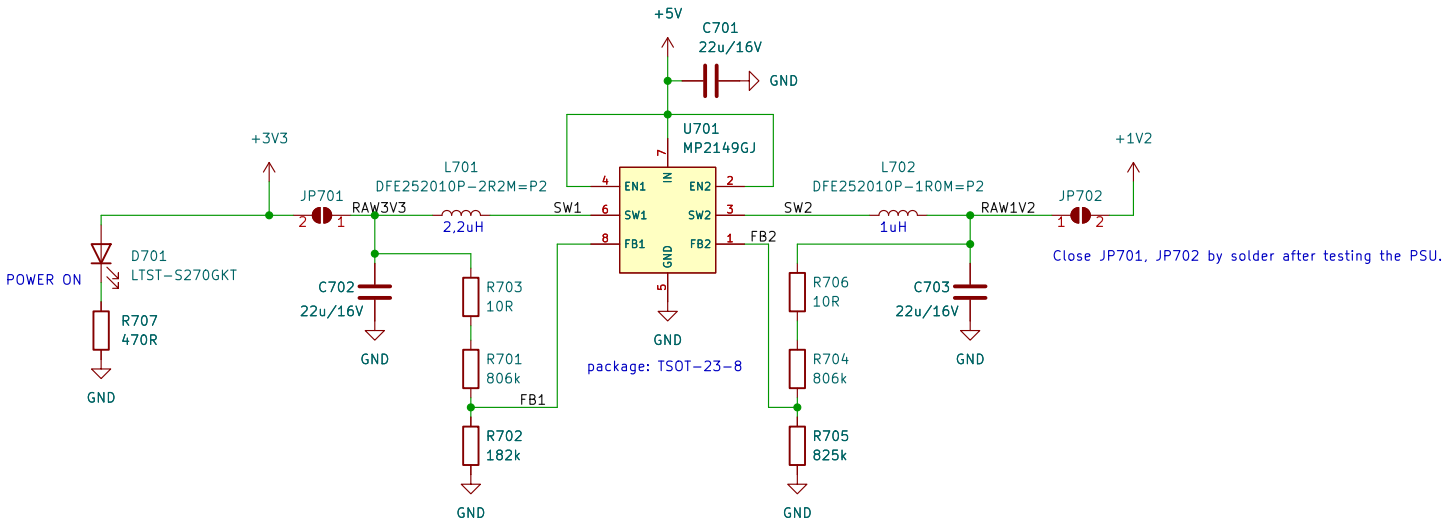 +5V
C701
22u/16V
GND
+3V3
U701
MP2149GJ
+1V2
7
IN
L701
DFE252010P-2R2M=P2
L702
DFE252010P-1R0M=P2
4
EN1
EN2
2
JP701
RAW3V3
SW1
6
SW1
SW2
3
SW2
RAW1V2
JP702
2
1
1
2
2,2uH
1uH
8
FB1
FB2
1
FB2
GND
5
D701
LTST-S270GKT
POWER ON
Close JP701, JP702 by solder after testing the PSU.
C702
22u/16V
R703
10R
R706
10R
C703
22u/16V
R707
470R
GND
GND
GND
GND
package: TSOT-23-8
R701
806k
R704
806k
FB1
R702
182k
R705
825k
GND
GND